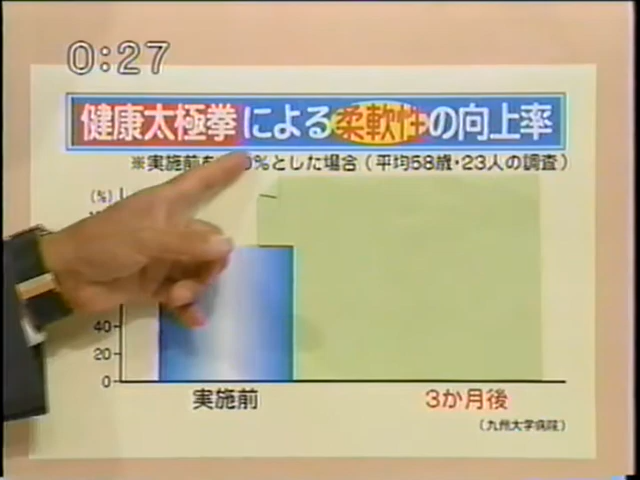 0:27
健康太極拳による柔軟性の向上率
※実施前を 0%とした場合（平均58歳・23人の調査）
(%)
40
20
0
実施前
3か月後
（九州大学病院）